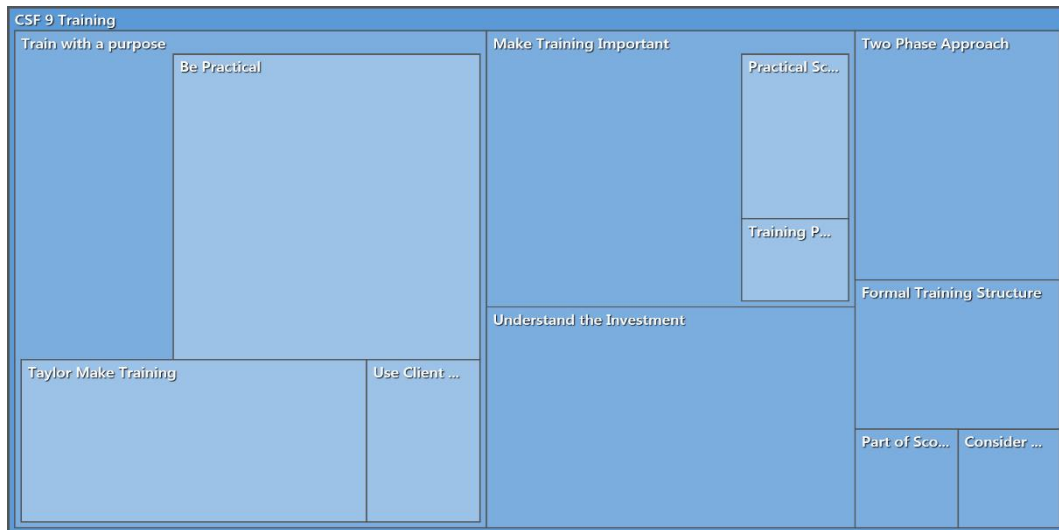 CSF 9 Training
Train with a purpose
Be Practical
Taylor Make Training
Use Client ...
Make Training Important
Practical Sc...
Training P...
Understand the Investment
Two Phase Approach
Formal Training Structure
Part of Sco...
Consider ...